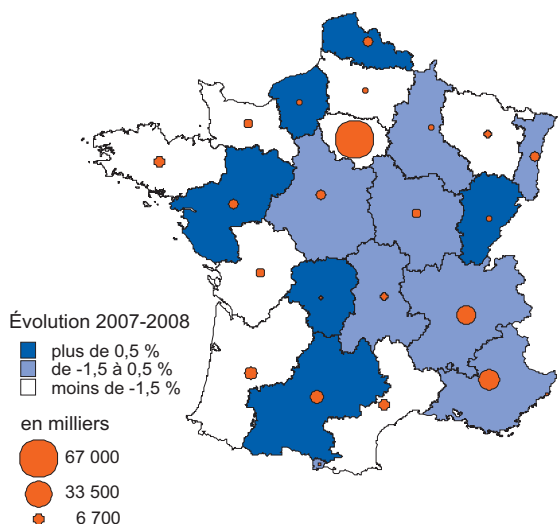 Évolution 2007-2008
plus de 0,5 %
de -1,5 à 0,5 %
moins de -1,5 %
en milliers
67 000
33 500
6 700